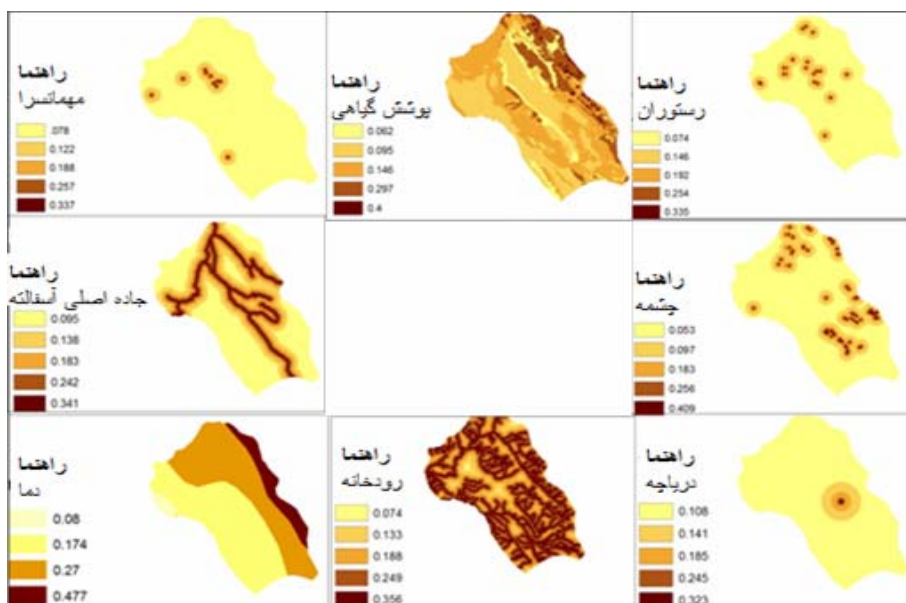 راهنما
مهمانسرا
.078
0.122
0.188
0.257
0.337
راهنما
پوشش گیاهی
0.062
0.095
0.146
0.297
0.4
راهنما
رستوران
0.074
0.146
0.192
0.254
0.335
راهنما
جاده اصلی آسفالته
0.095
0.138
0.183
0.242
0.341
راهنما
چشمه
0.053
0.097
0.183
0.256
0.409
راهنما
دما
0.08
0.174
0.27
0.477
راهنما
رودخانه
0.074
0.133
0.188
0.249
0.356
راهنما
دریاچه
0.108
0.141
0.185
0.245
0.323